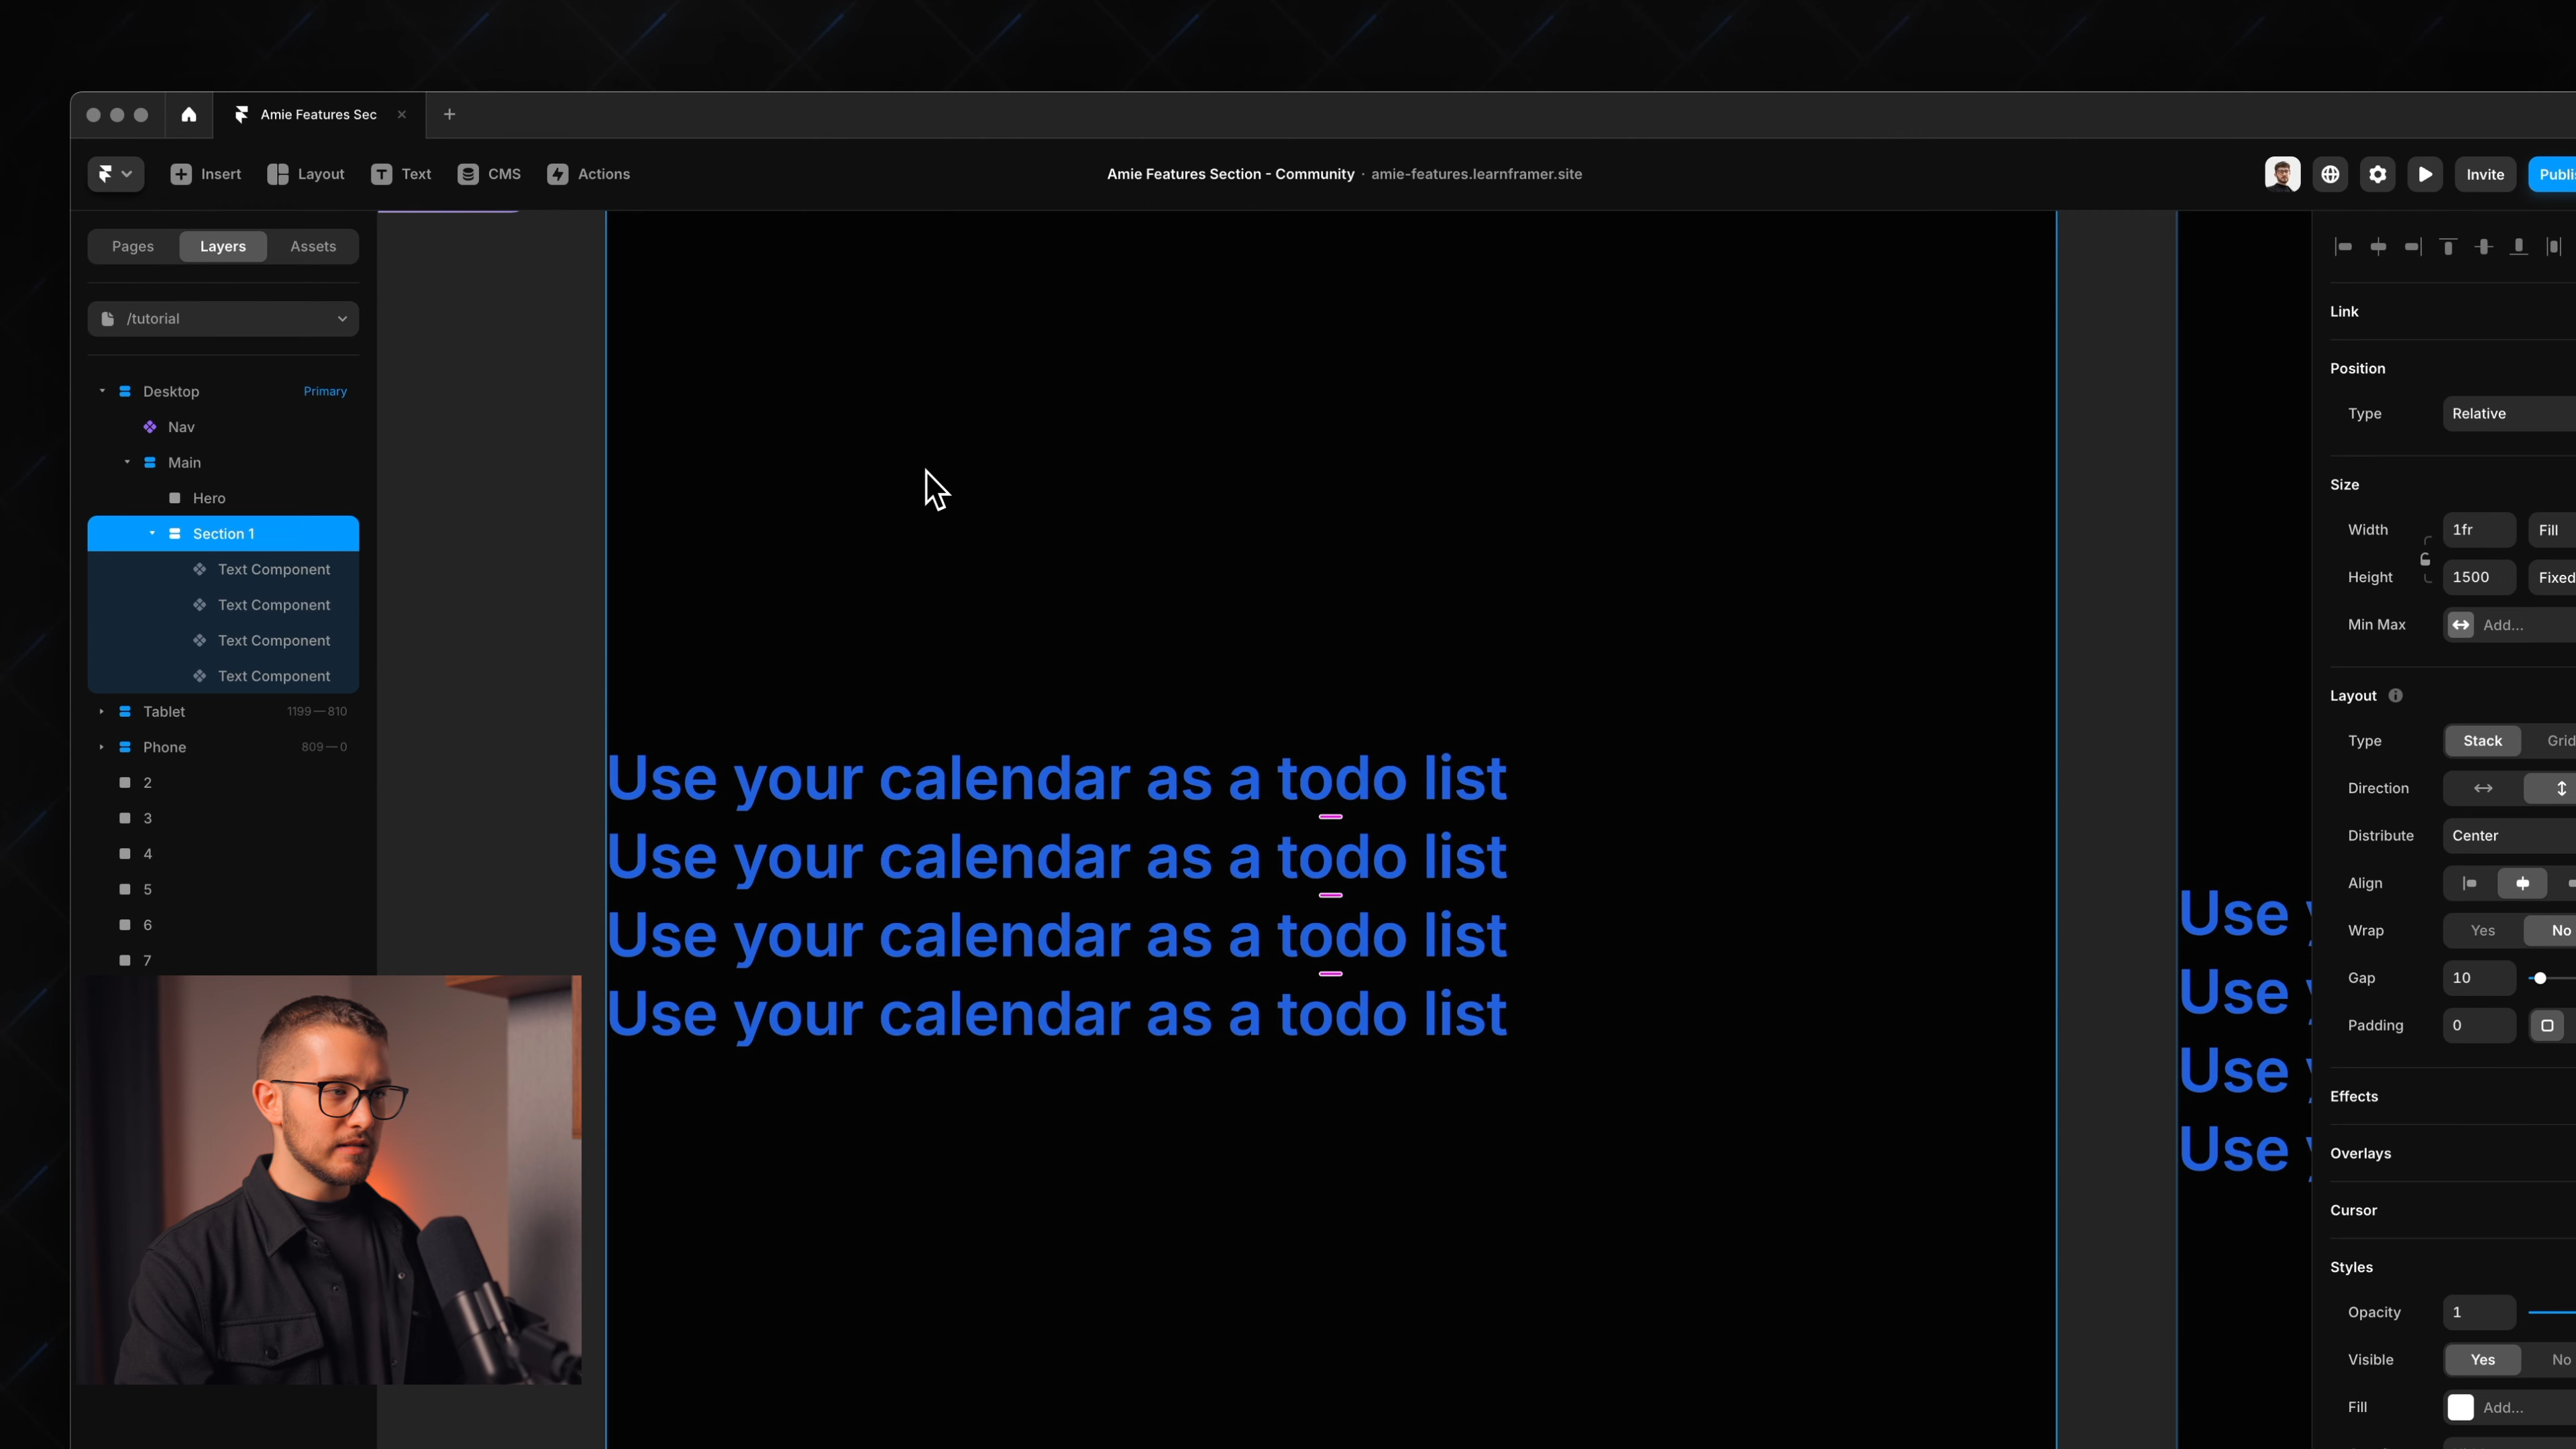 Amie Features Sec
Insert
Layout
Text
CMS
Actions
Amie Features Section - Community · amie-features.learnframer.site
Invite
Pages
Layers
Assets
/tutorial
Desktop
Primary
Nav
Main
Hero
Section 1
Text Component
Text Component
Text Component
Text Component
Tablet
1199—810
Phone
809—0
2
3
4
5
6
7
Use your calendar as a todo list
Use your calendar as a todo list
Use your calendar as a todo list
Use your calendar as a todo list
Use
Use
Use
Use
Link
Position
Type
Relative
Size
Width
1fr
Fill
Height
1500
Fixed
Min Max
Add...
Layout
Type
Stack
Grid
Direction
Distribute
Center
Align
Wrap
Yes
No
Gap
10
Padding
0
Effects
Overlays
Cursor
Styles
Opacity
1
Visible
Yes
No
Fill
Add...